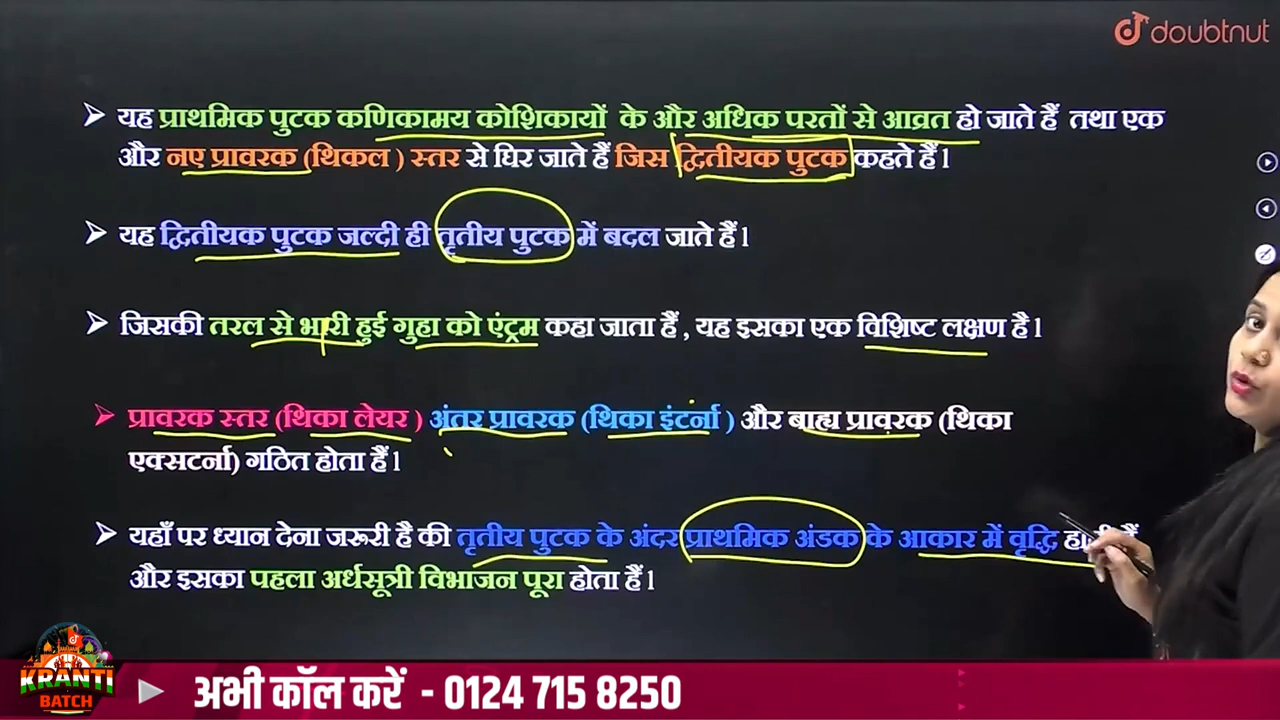 doubtnut
➢ यह प्राथमिक पुटक कणिकामय कोशिकायों के और अधिक परतों से आव्रत हो जाते हैं तथा एक
और नए प्रावरक (थिकल ) स्तर से घिर जाते हैं जिस द्वितीयक पुटक कहते हैं l
➢ यह द्वितीयक पुटक जल्दी ही तृतीय पुटक में बदल जाते हैं l
➢ जिसकी तरल से भारी हुई गुहा को एंट्रम कहा जाता हैं , यह इसका एक विशिष्ट लक्षण है l
➢ प्रावरक स्तर (थिका लेयर ) अंतर प्रावरक (थिका इंटर्ना ) और बाह्य प्रावरक (थिका
एक्सटर्ना) गठित होता हैं l
➢ यहाँ पर ध्यान देना जरूरी है की तृतीय पुटक के अंदर प्राथमिक अंडक के आकार में वृद्धि
और इसका पहला अर्धसूत्री विभाजन पूरा होता हैं l
KRANTI
BATCH
अभी कॉल करें - 0124 715 8250